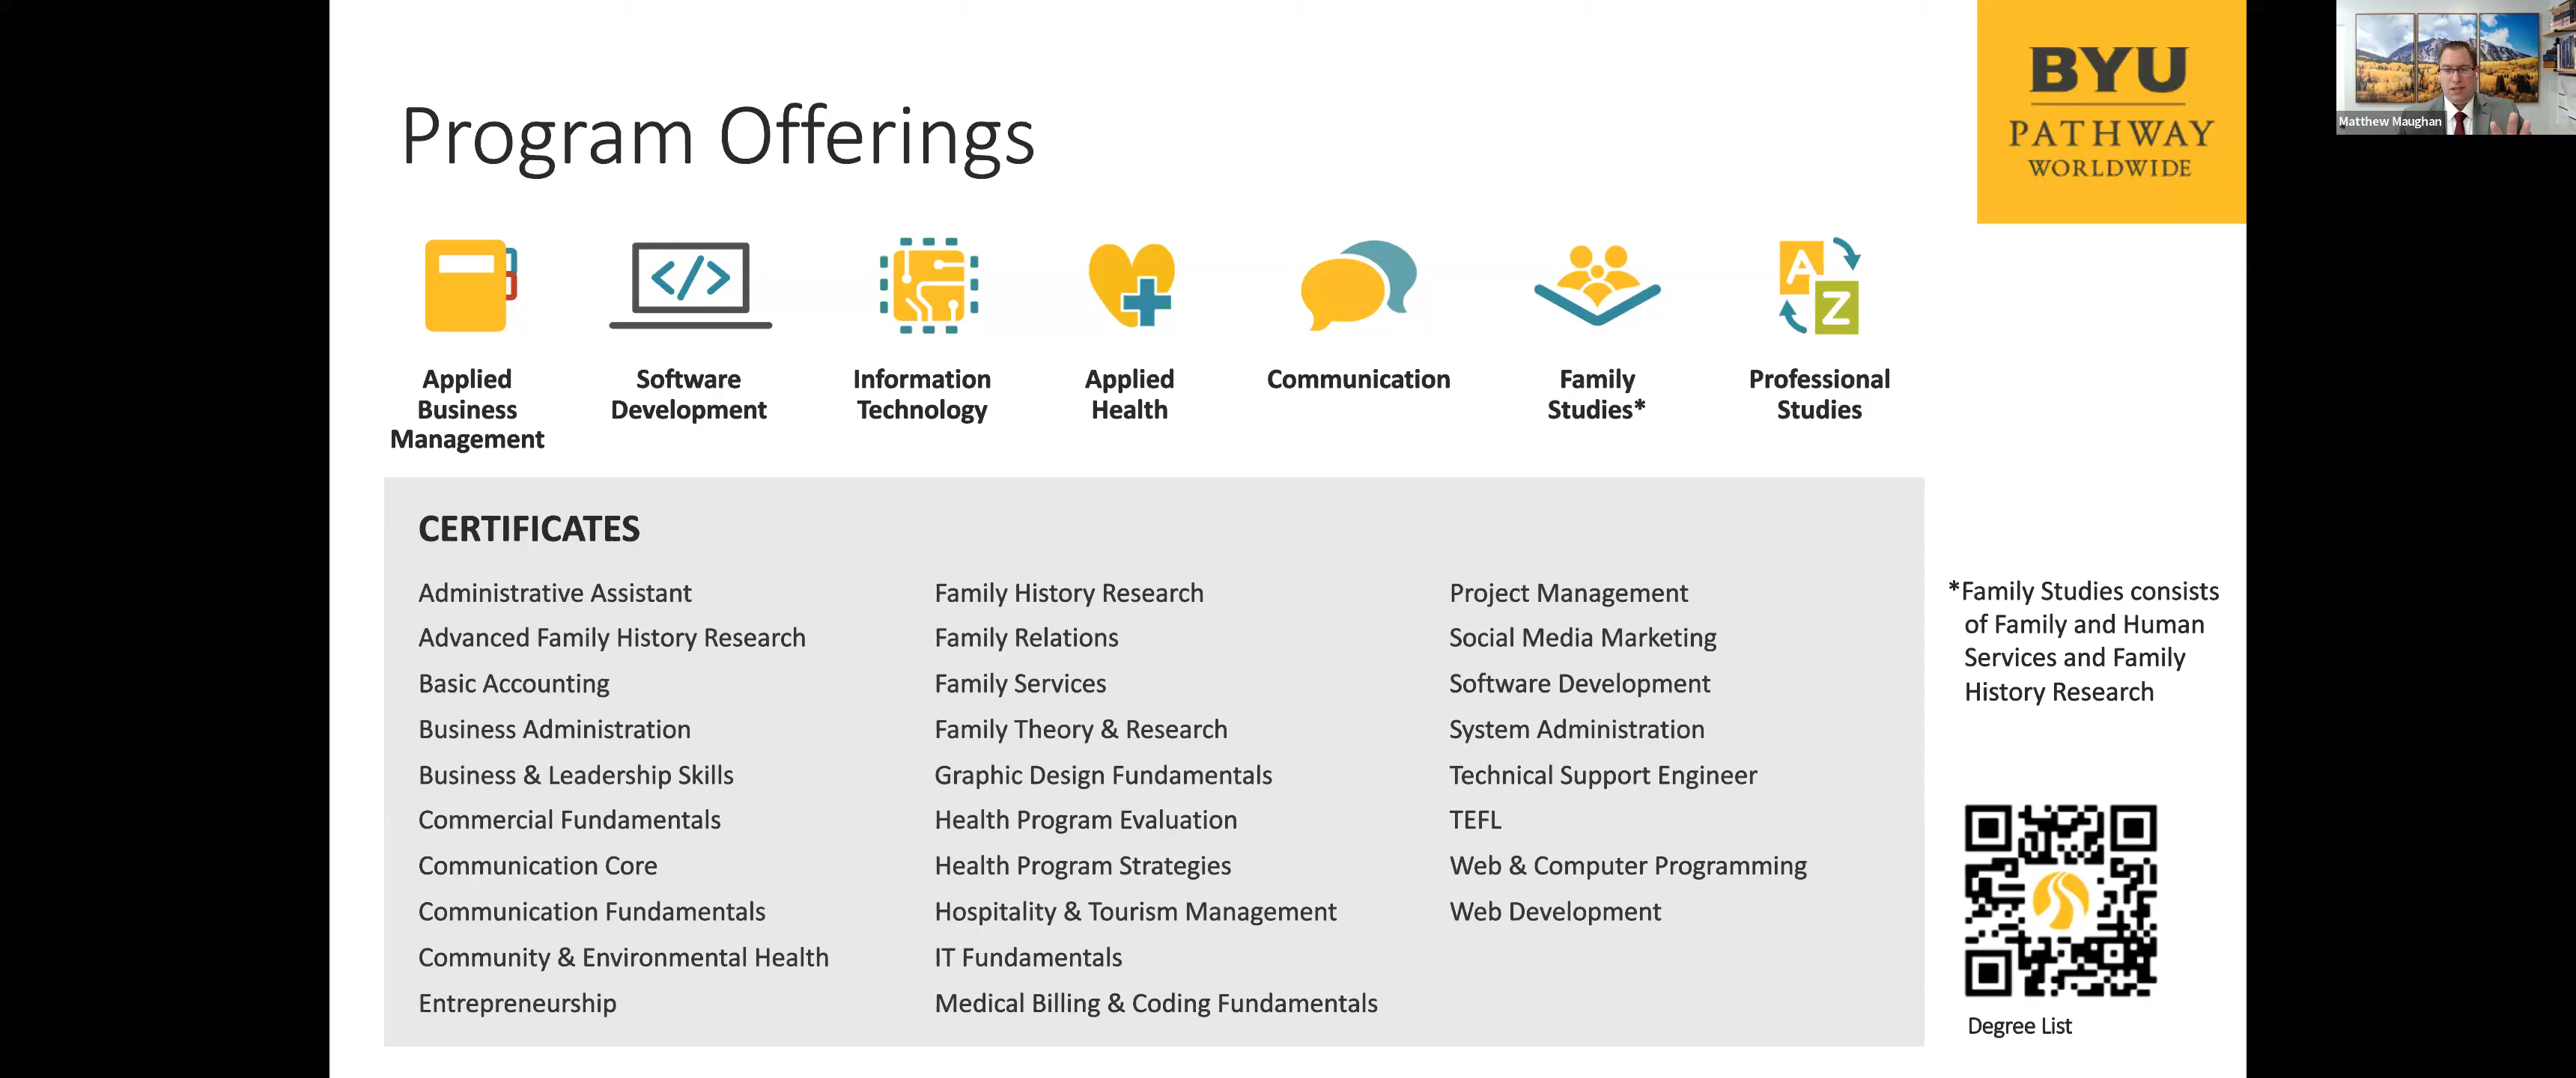 Program Offerings
BYU
PATHWAY
WORLDWIDE
Matthew Maughan
</>
A
Z
Applied
Business
Management
Software
Development
Information
Technology
Applied
Health
Communication
Family
Studies*
Professional
Studies
CERTIFICATES
Administrative Assistant
Advanced Family History Research
Basic Accounting
Business Administration
Business & Leadership Skills
Commercial Fundamentals
Communication Core
Communication Fundamentals
Community & Environmental Health
Entrepreneurship
Family History Research
Family Relations
Family Services
Family Theory & Research
Graphic Design Fundamentals
Health Program Evaluation
Health Program Strategies
Hospitality & Tourism Management
IT Fundamentals
Medical Billing & Coding Fundamentals
Project Management
Social Media Marketing
Software Development
System Administration
Technical Support Engineer
TEFL
Web & Computer Programming
Web Development
*Family Studies consists
of Family and Human
Services and Family
History Research
Degree List